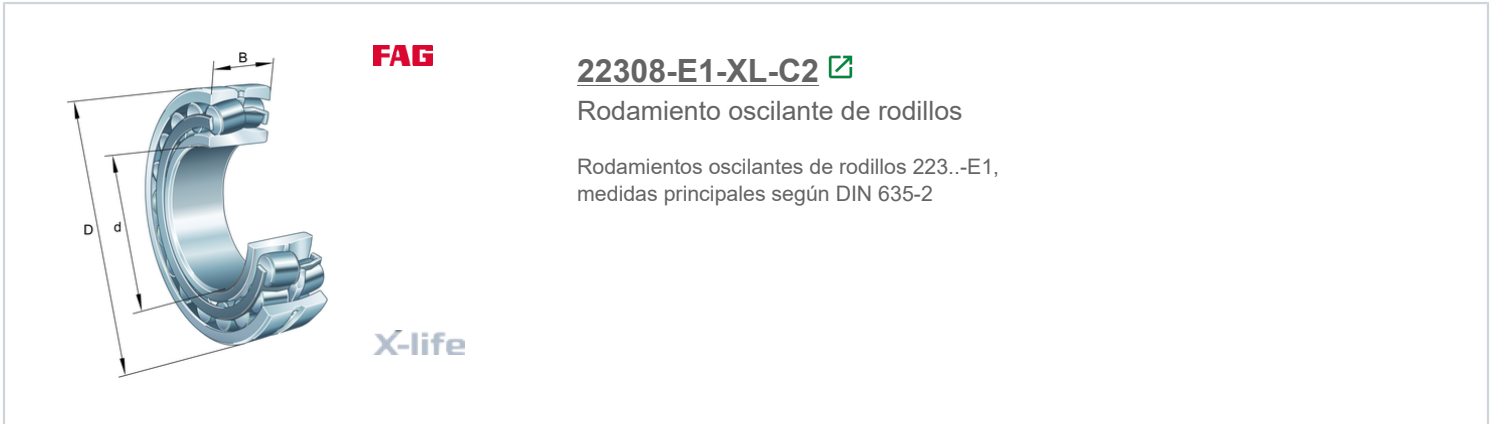 B
FAG
22308-E1-XL-C2
Rodamiento oscilante de rodillos
Rodamientos oscilantes de rodillos 223..-E1,
medidas principales según DIN 635-2
D
d
X-life